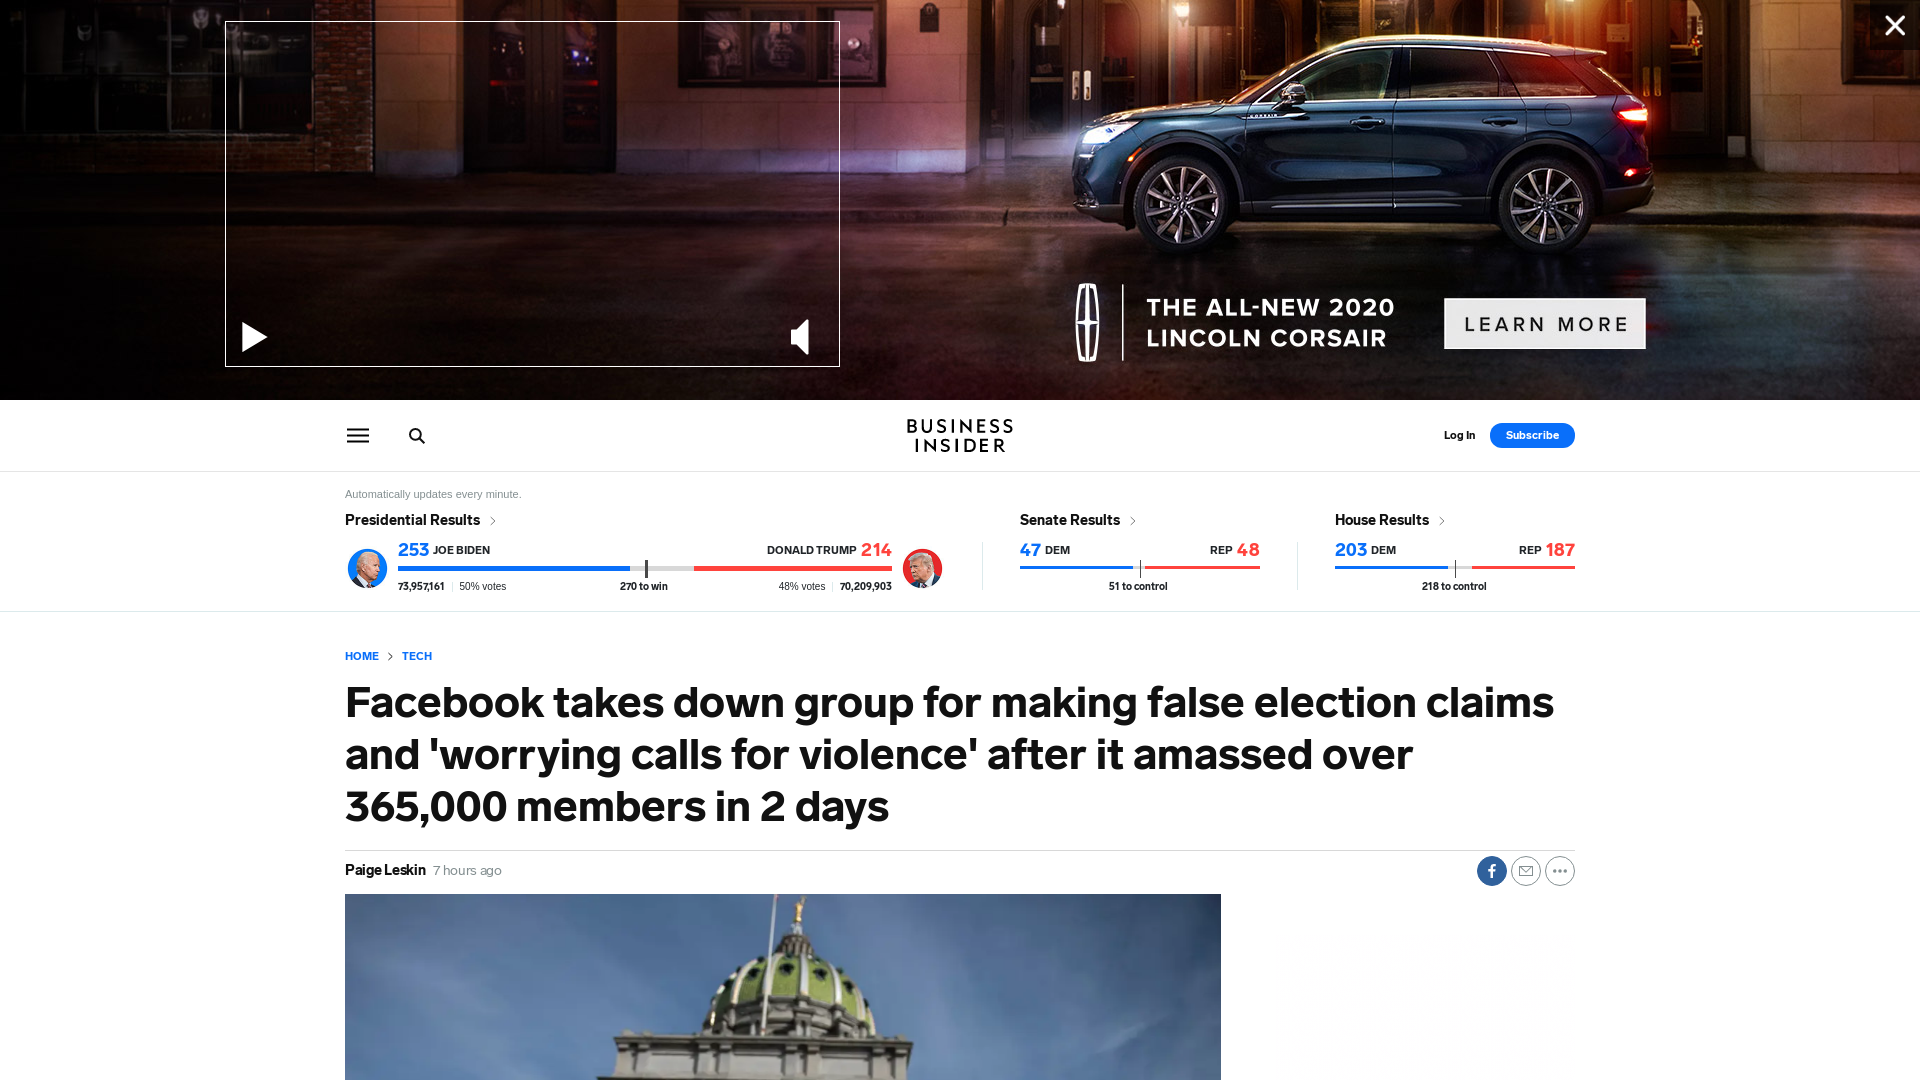 THE ALL-NEW 2020
LINCOLN CORSAIR
LEARN MORE
BUSINESS
INSIDER
Log In
Subscribe
Automatically updates every minute.
Presidential Results
253 JOE BIDEN
DONALD TRUMP 214
73,957,161 50% votes
270 to win
48% votes 70,209,903
Senate Results
47 DEM
REP 48
51 to control
House Results
203 DEM
REP 187
218 to control
HOME > TECH
Facebook takes down group for making false election claims
and 'worrying calls for violence' after it amassed over
365,000 members in 2 days
Paige Leskin 7 hours ago